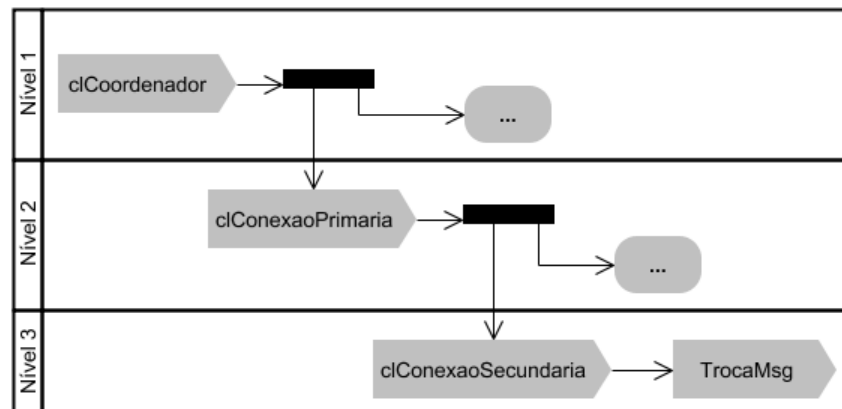 Nível 1
clCoordenador
...
Nível 2
clConexaoPrimaria
...
Nível 3
clConexaoSecundaria
TrocaMsg